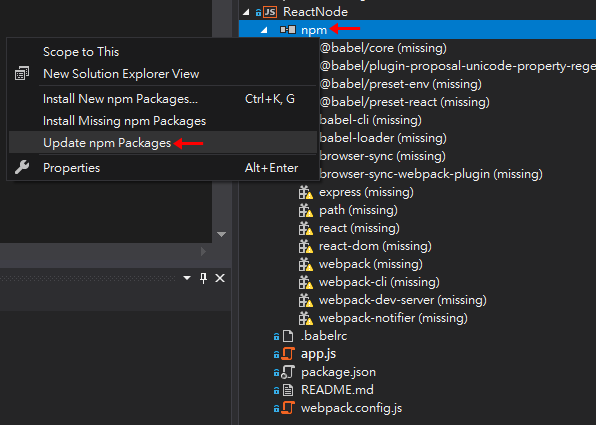 JS ReactNode
npm
Scope to This
New Solution Explorer View
Install New npm Packages... Ctrl+K, G
Install Missing npm Packages
Update npm Packages
Properties Alt+Enter
@babel/core (missing)
@babel/plugin-proposal-unicode-property-rege
@babel/preset-env (missing)
@babel/preset-react (missing)
babel-cli (missing)
babel-loader (missing)
browser-sync (missing)
browser-sync-webpack-plugin (missing)
express (missing)
path (missing)
react (missing)
react-dom (missing)
webpack (missing)
webpack-cli (missing)
webpack-dev-server (missing)
webpack-notifier (missing)
.babelrc
app.js
package.json
README.md
webpack.config.js